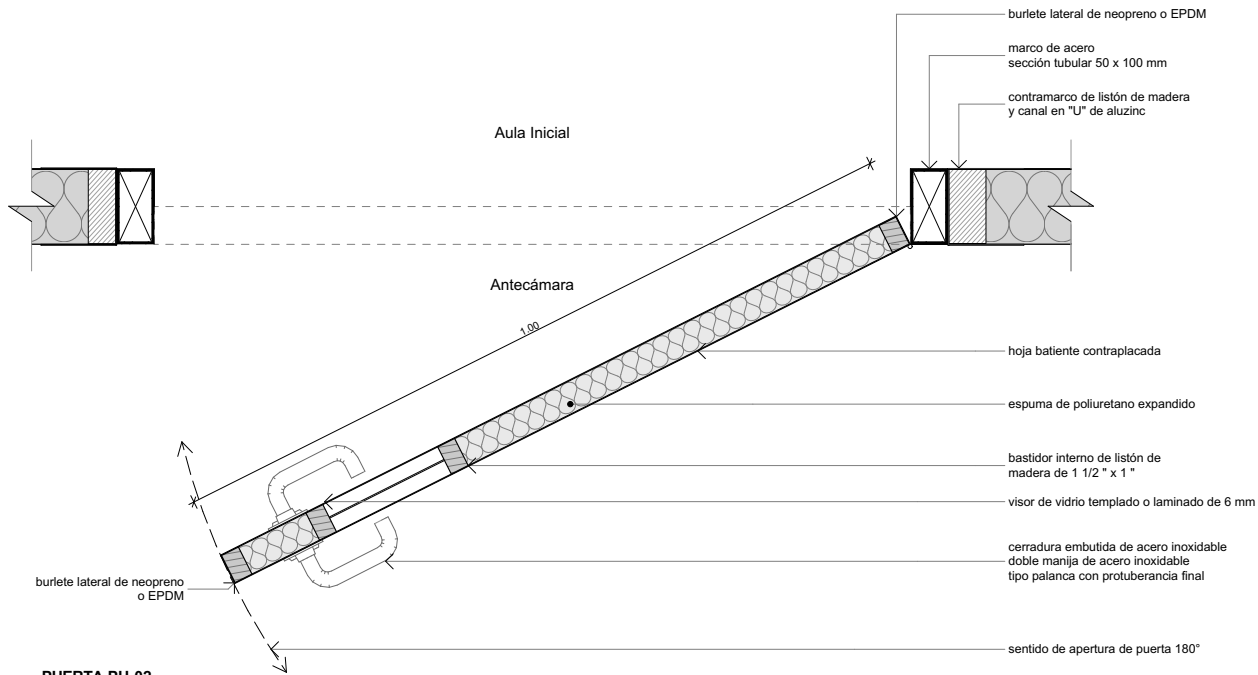 burlete lateral de neopreno o EPDM
marco de acero
sección tubular 50 x 100 mm
contramarco de listón de madera
y canal en "U" de aluzinc
Aula Inicial
Antecámara
1.00
hoja batiente contraplacada
espuma de poliuretano expandido
bastidor interno de listón de
madera de 1 1/2 " x 1 "
visor de vidrio templado o laminado de 6 mm
cerradura embutida de acero inoxidable
doble manija de acero inoxidable
tipo palanca con protuberancia final
burlete lateral de neopreno
o EPDM
sentido de apertura de puerta 180°